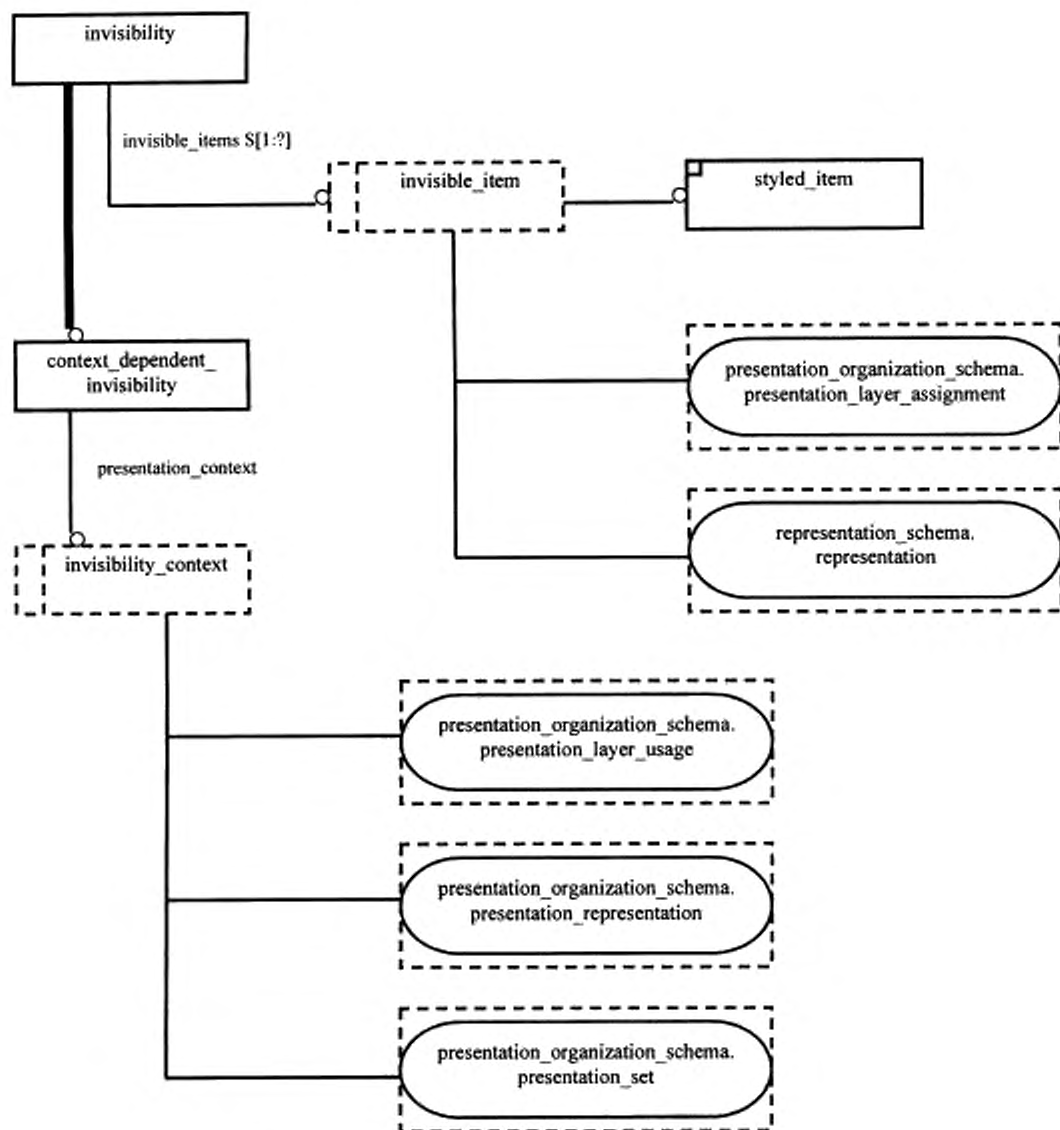 invisibility
invisible_items S[1:?]
invisible_item
styled_item
context_dependent_
invisibility
presentation_organization_schema.
presentation_layer_assignment
presentation_context
representation_schema.
representation
invisibility_context
presentation_organization_schema.
presentation_layer_usage
presentation_organization_schema.
presentation_representation
presentation_organization_schema.
presentation_set